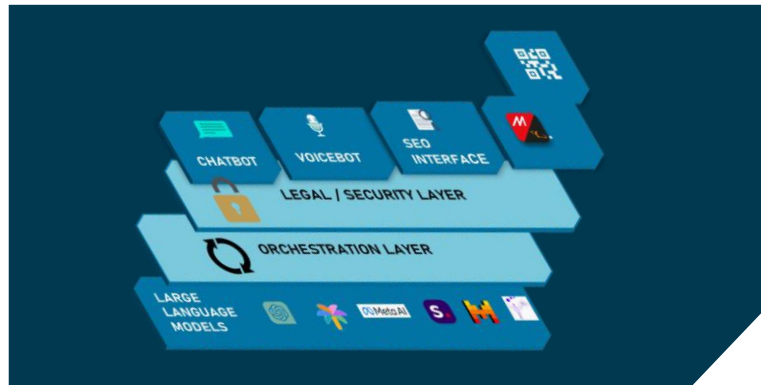 CHATBOT
VOICEBOT
SEO
INTERFACE
M
LEGAL / SECURITY LAYER
ORCHESTRATION LAYER
LARGE
LANGUAGE
MODELS
Meta AI
S.